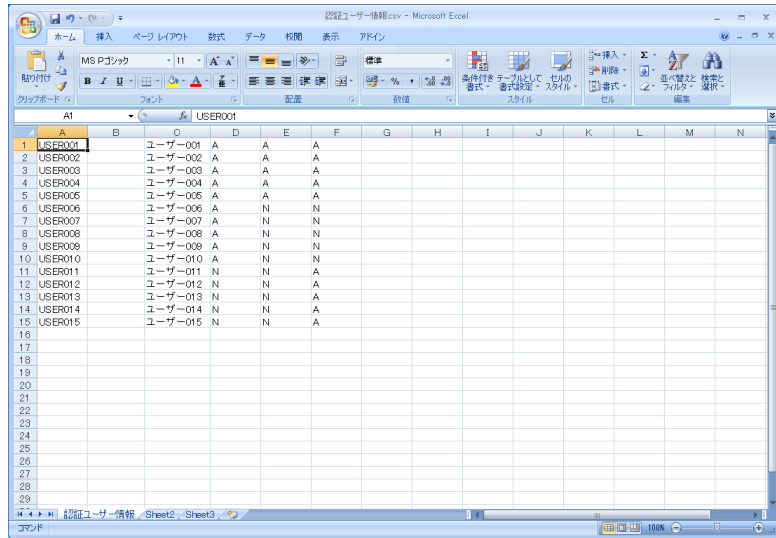 認証ユーザー情報.csv - Microsoft Excel
ホーム 挿入 ページ レイアウト 数式 データ 校閲 表示 アドイン
貼り付け MS Pゴシック 11 A A 標準 条件付き書式 テーブルとして書式設定 セルのスタイル 挿入 削除 書式 Σ 並べ替えと フィルタ 検索と選択
B I U A % , .0 .00
クリップボード フォント 配置 数値 スタイル セル 編集
A1 fx USER001
A B C D E F G H I J K L M N
1 USER001 ユーザー001 A A A
2 USER002 ユーザー002 A A A
3 USER003 ユーザー003 A A A
4 USER004 ユーザー004 A A A
5 USER005 ユーザー005 A A A
6 USER006 ユーザー006 A N N
7 USER007 ユーザー007 A N N
8 USER008 ユーザー008 A N N
9 USER009 ユーザー009 A N N
10 USER010 ユーザー010 A N N
11 USER011 ユーザー011 N N A
12 USER012 ユーザー012 N N A
13 USER013 ユーザー013 N N A
14 USER014 ユーザー014 N N A
15 USER015 ユーザー015 N N A
16
17
18
19
20
21
22
23
24
25
26
27
28
29
認証ユーザー情報 Sheet2 Sheet3
コマンド 100%